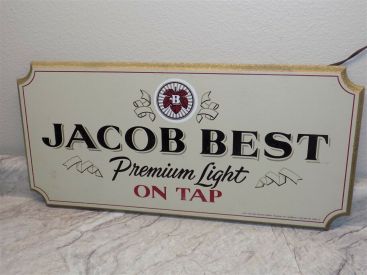 B
JACOB BEST
Premium Light
ON TAP